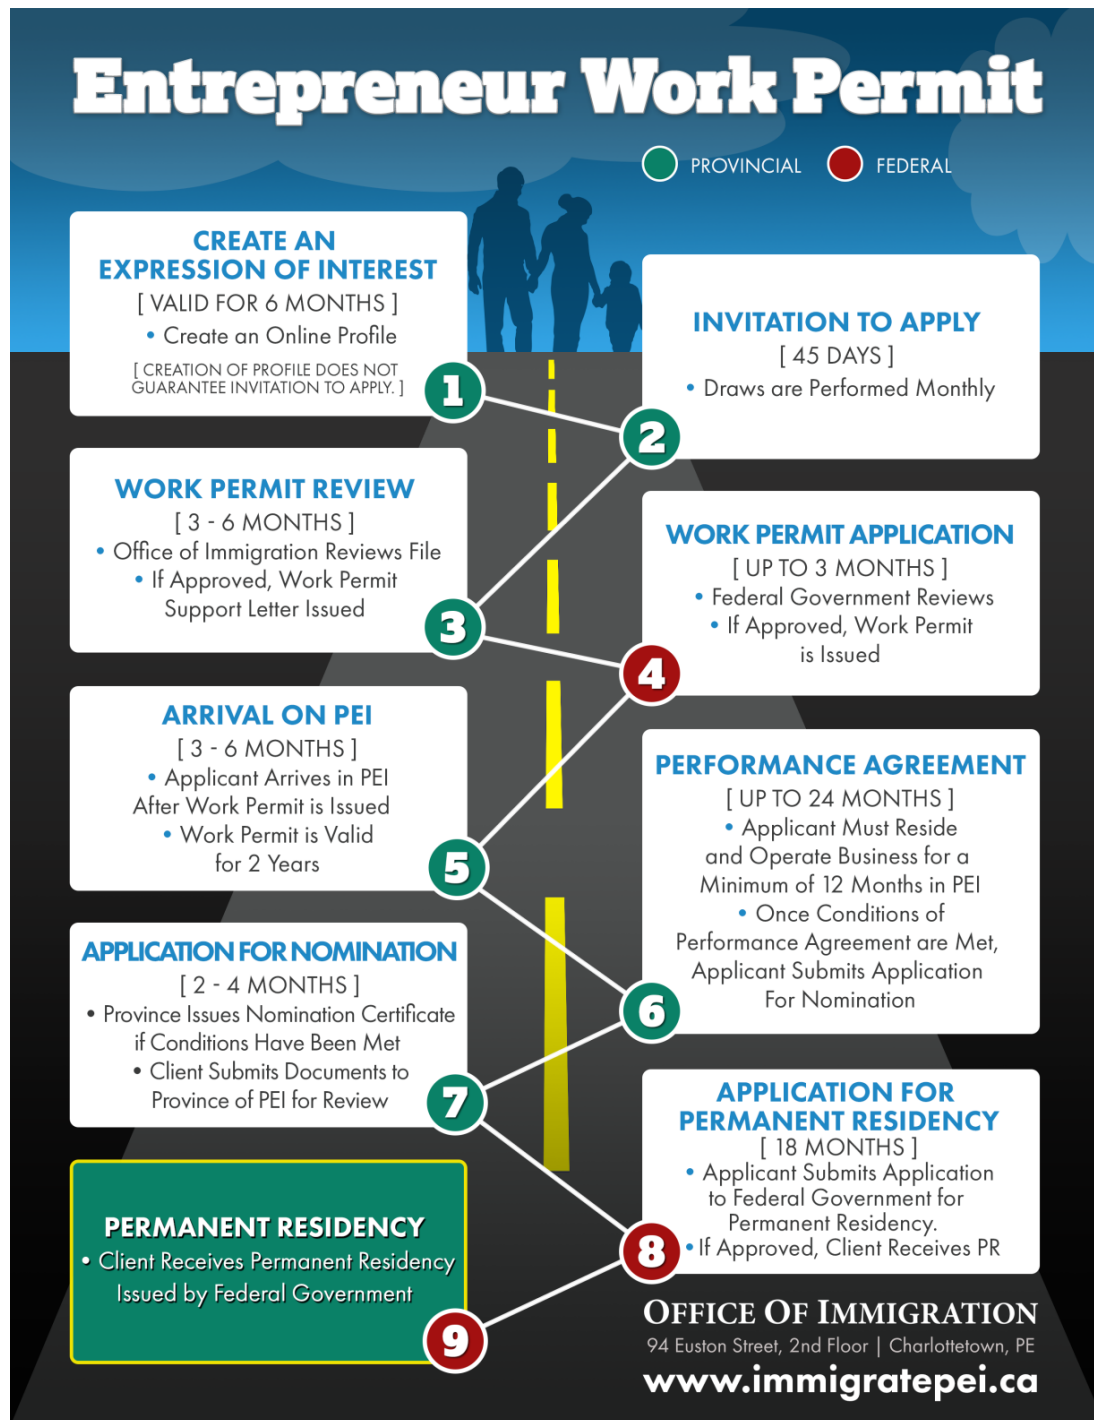 Entrepreneur Work Permit
PROVINCIAL
FEDERAL
CREATE AN
EXPRESSION OF INTEREST
[ VALID FOR 6 MONTHS ]
• Create an Online Profile
[ CREATION OF PROFILE DOES NOT
GUARANTEE INVITATION TO APPLY. ]
1
INVITATION TO APPLY
[ 45 DAYS ]
• Draws are Performed Monthly
2
WORK PERMIT REVIEW
[ 3 - 6 MONTHS ]
• Office of Immigration Reviews File
• If Approved, Work Permit
Support Letter Issued
3
WORK PERMIT APPLICATION
[ UP TO 3 MONTHS ]
• Federal Government Reviews
• If Approved, Work Permit
is Issued
4
ARRIVAL ON PEI
[ 3 - 6 MONTHS ]
• Applicant Arrives in PEI
After Work Permit is Issued
• Work Permit is Valid
for 2 Years
5
PERFORMANCE AGREEMENT
[ UP TO 24 MONTHS ]
• Applicant Must Reside
and Operate Business for a
Minimum of 12 Months in PEI
• Once Conditions of
Performance Agreement are Met,
Applicant Submits Application
For Nomination
6
APPLICATION FOR NOMINATION
[ 2 - 4 MONTHS ]
• Province Issues Nomination Certificate
if Conditions Have Been Met
• Client Submits Documents to
Province of PEI for Review
7
APPLICATION FOR
PERMANENT RESIDENCY
[ 18 MONTHS ]
• Applicant Submits Application
to Federal Government for
Permanent Residency.
• If Approved, Client Receives PR
8
PERMANENT RESIDENCY
• Client Receives Permanent Residency
Issued by Federal Government
9
OFFICE OF IMMIGRATION
94 Euston Street, 2nd Floor | Charlottetown, PE
www.immigratepei.ca